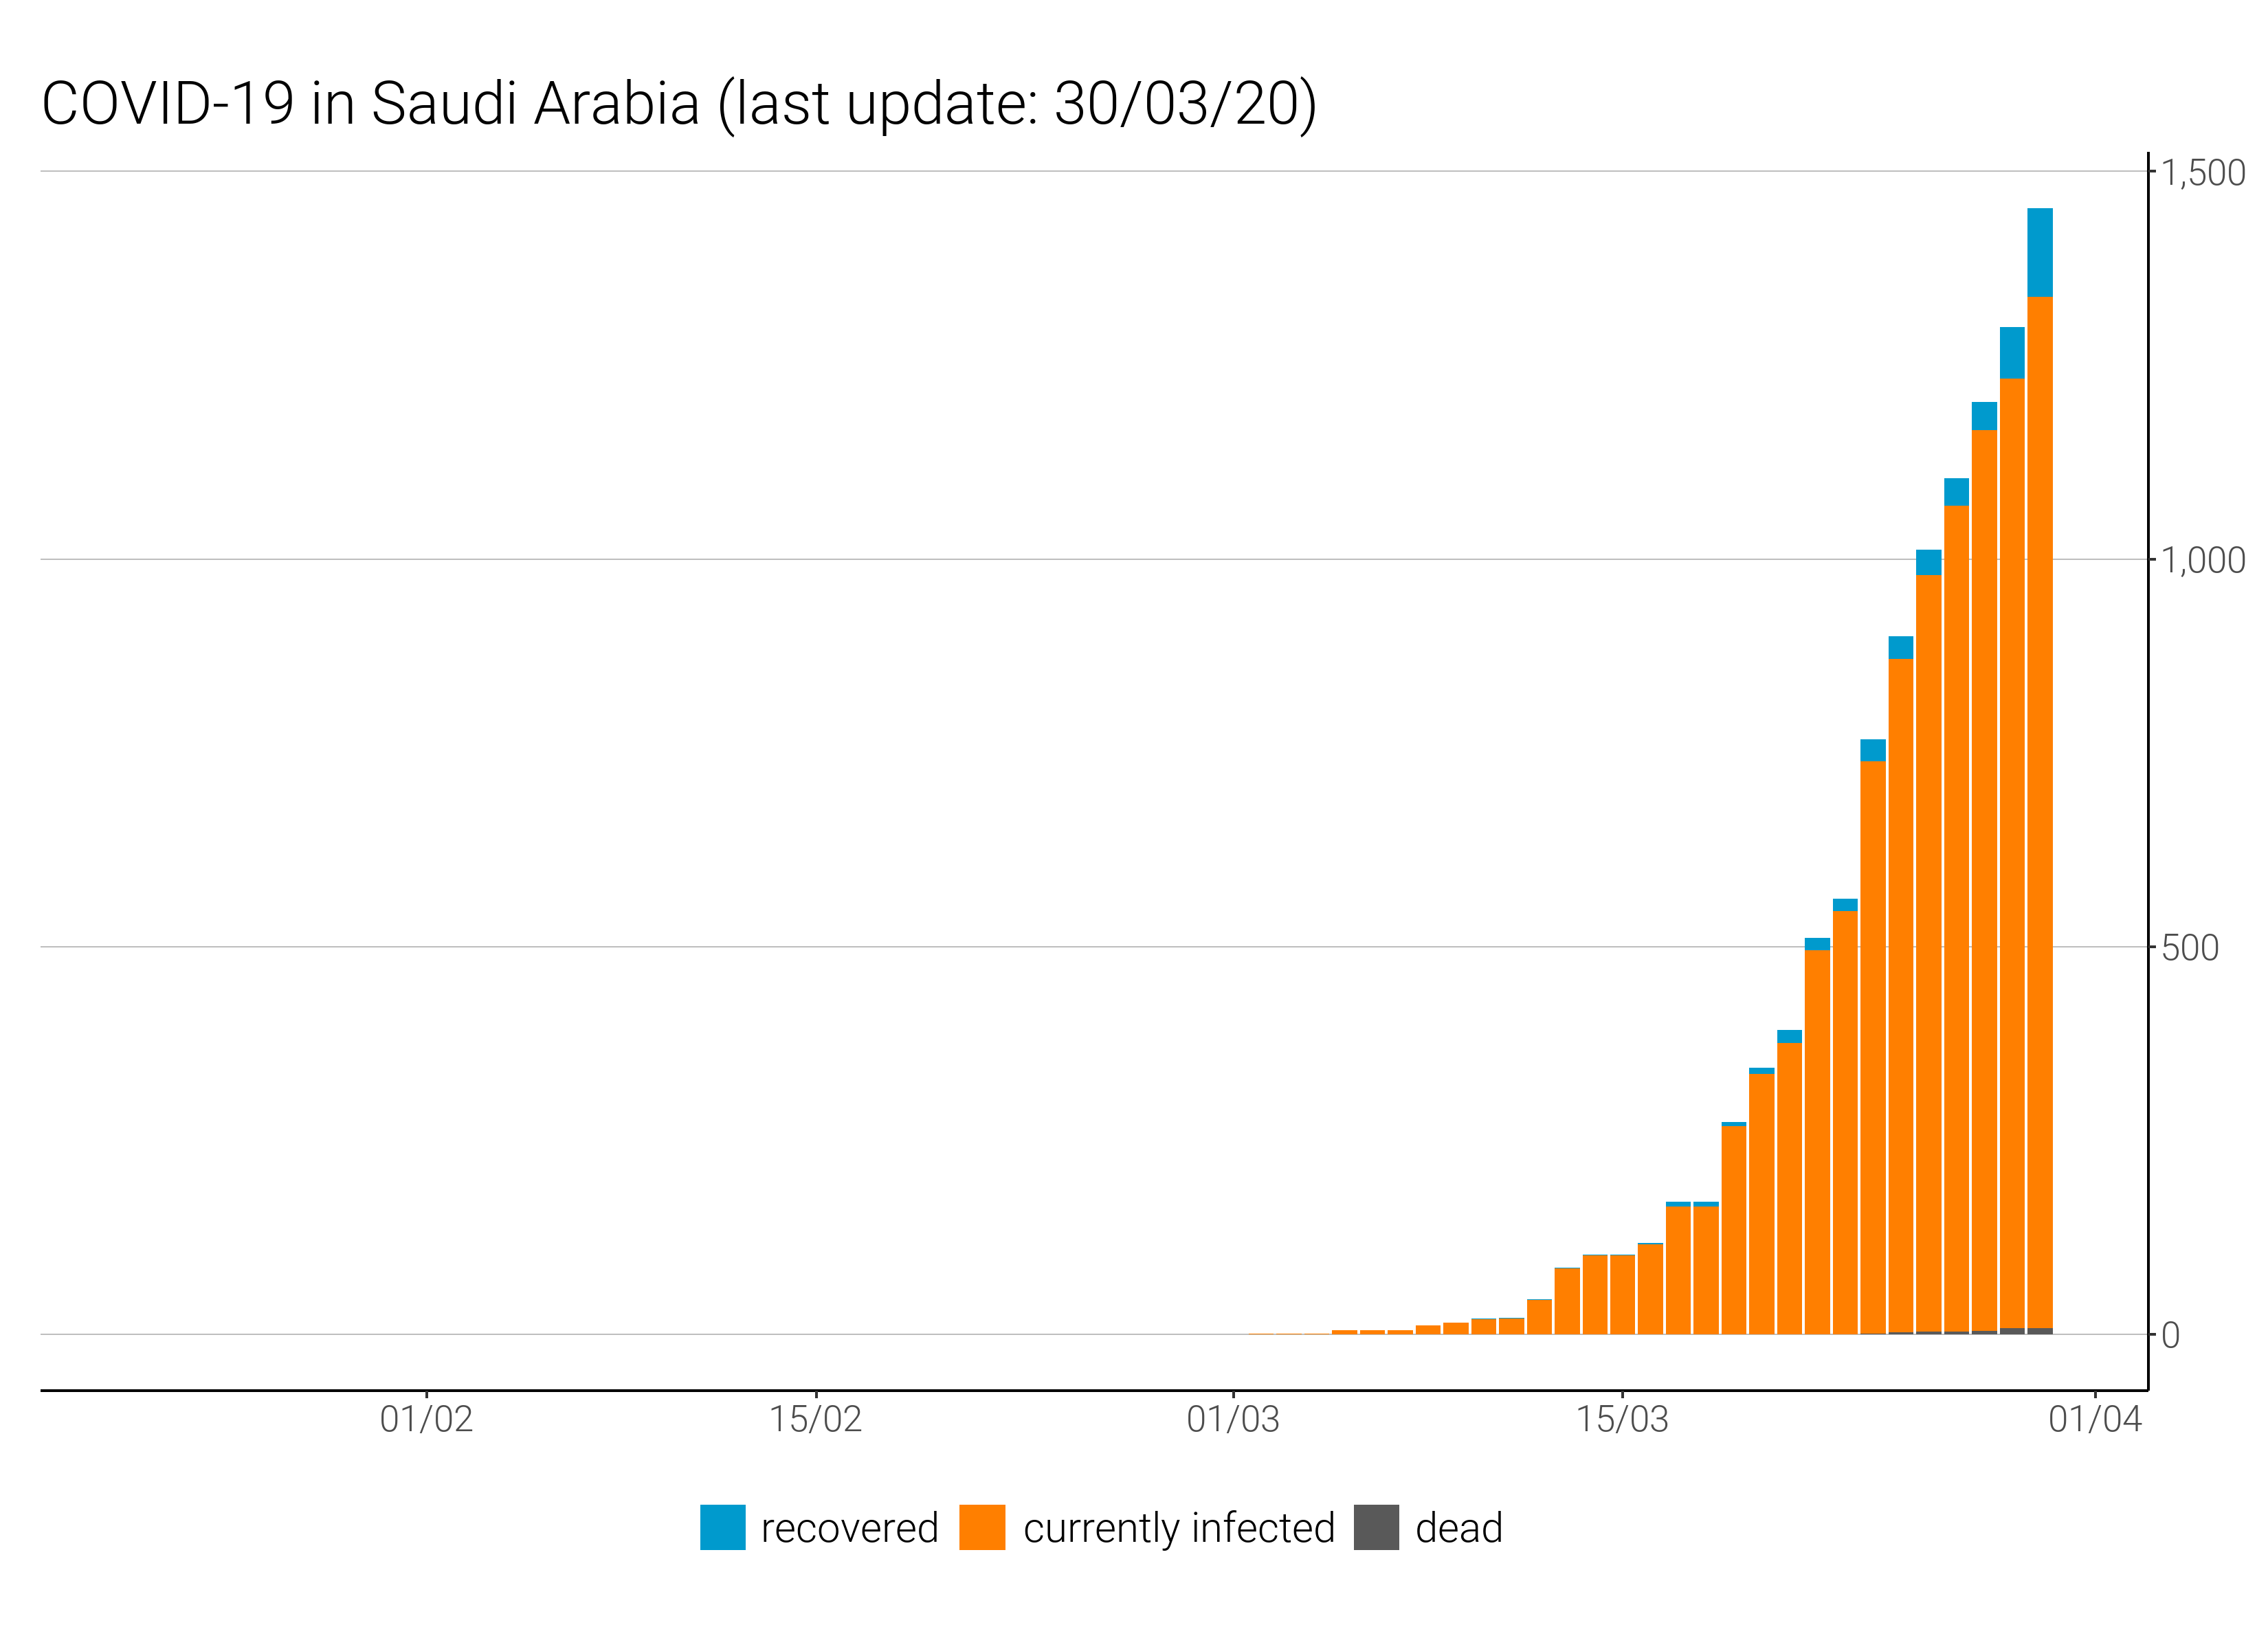 COVID-19 in Saudi Arabia (last update: 30/03/20)
1,500
1,000
500
0
01/02 15/02 01/03 15/03 01/04
recovered currently infected dead